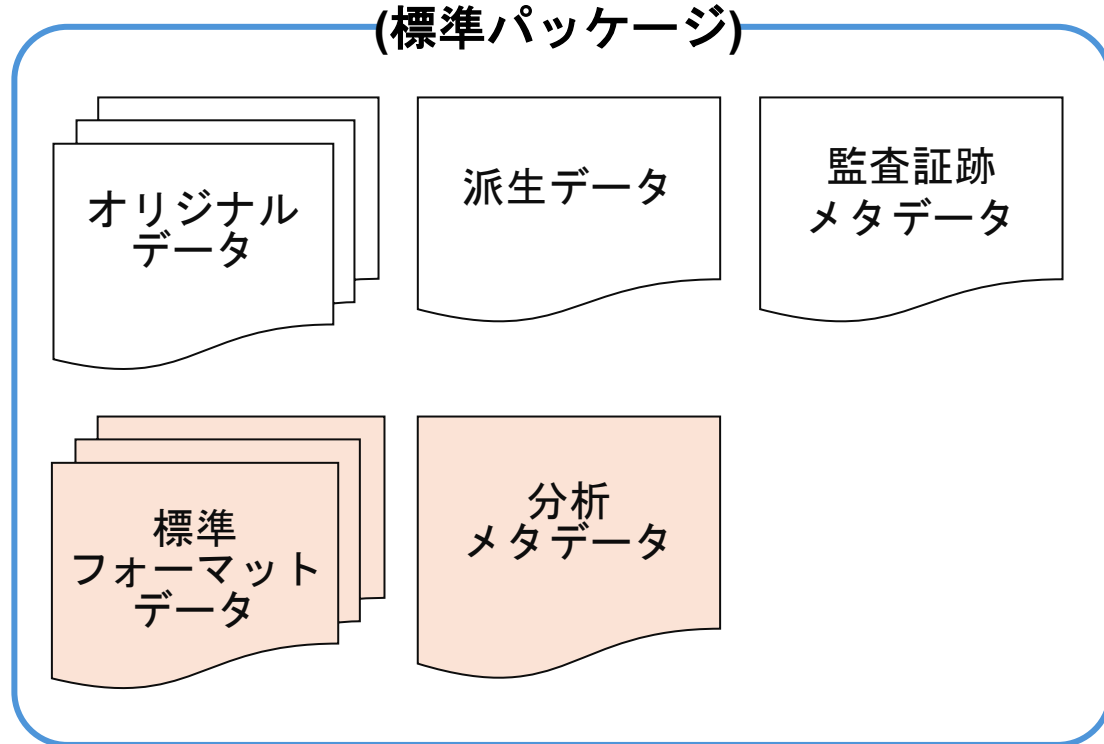 (標準パッケージ)
オリジナル
データ
派生データ
監査証跡
メタデータ
標準
フォーマット
データ
分析
メタデータ